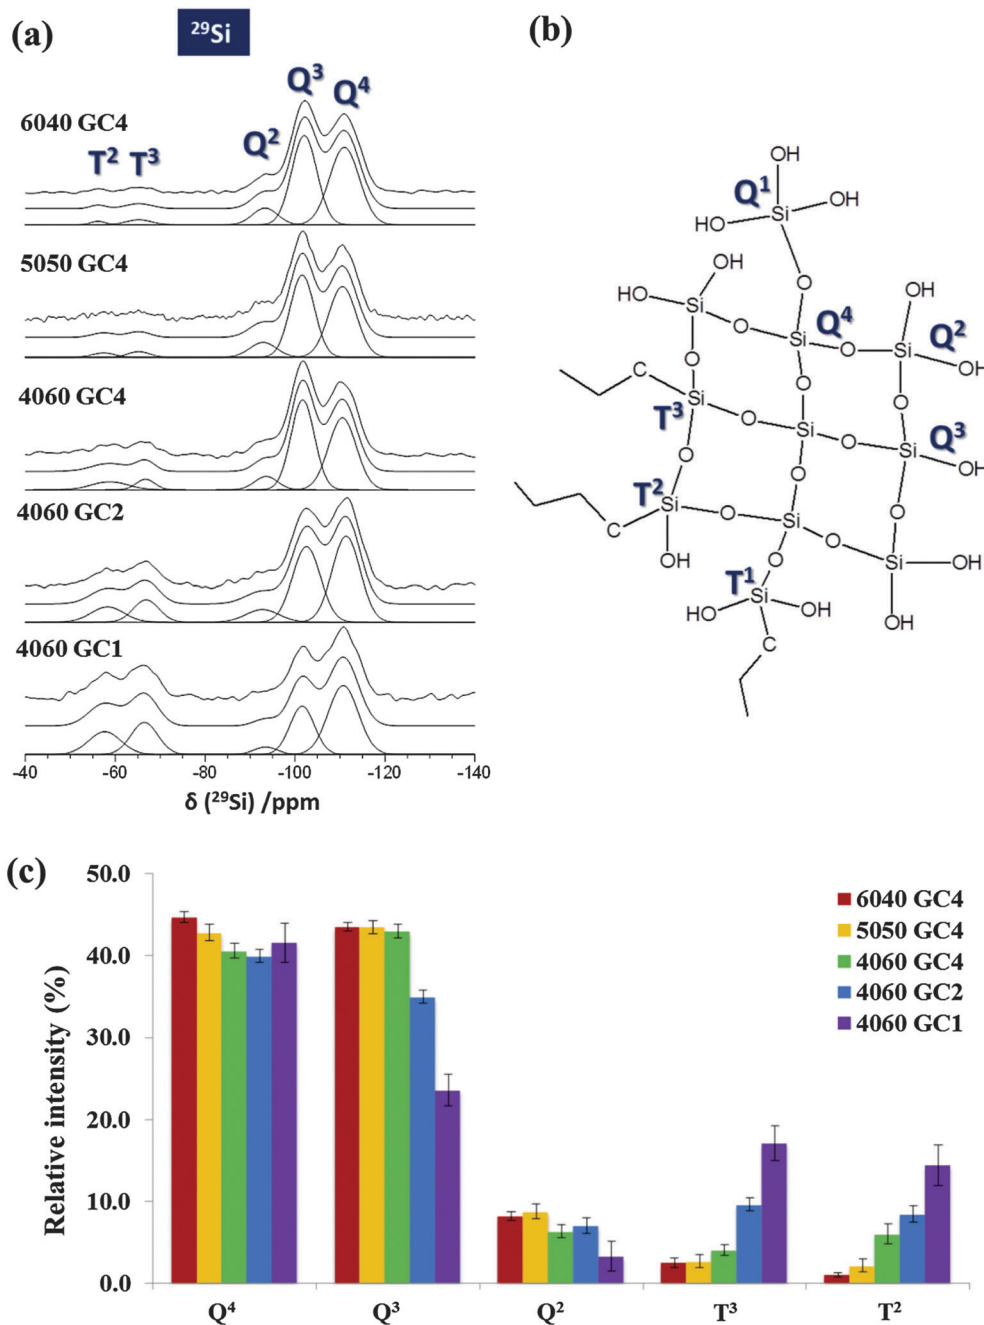 (a)
²⁹Si
6040 GC4
T² T³ Q² Q³ Q⁴
5050 GC4
4060 GC4
4060 GC2
4060 GC1
-40 -60 -80 -100 -120 -140
δ (²⁹Si) /ppm
(b)
OH
Q¹
HO Si OH
OH
O
HO Si O Si Q⁴ O Si Q² OH
OH
O O O
C
Si T³ O Si O Si Q³ OH
O O O
T² Si O Si O Si OH
C
OH
O
OH
T¹ Si
HO OH
C
(c)
50.0
40.0
30.0
20.0
10.0
0.0
Relative intensity (%)
6040 GC4
5050 GC4
4060 GC4
4060 GC2
4060 GC1
Q⁴ Q³ Q² T³ T²